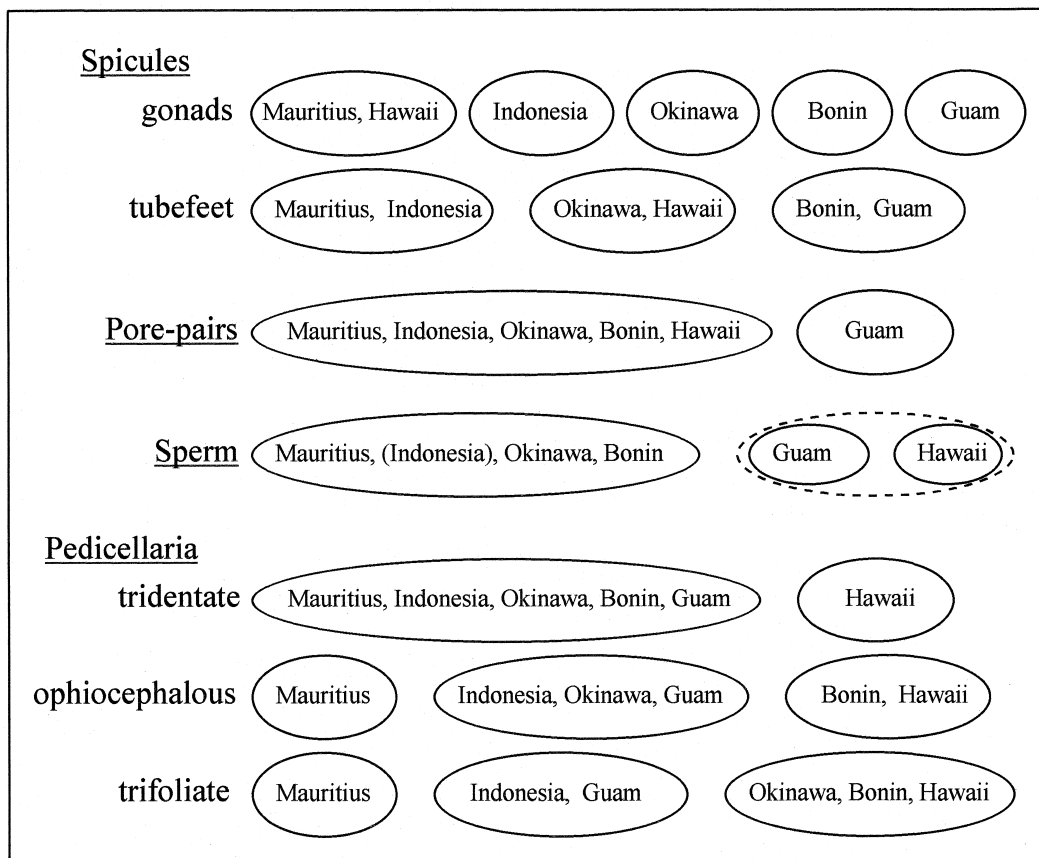 Spicules
gonads Mauritius, Hawaii Indonesia Okinawa Bonin Guam
tubefeet Mauritius, Indonesia Okinawa, Hawaii Bonin, Guam
Pore-pairs Mauritius, Indonesia, Okinawa, Bonin, Hawaii Guam
Sperm Mauritius, (Indonesia), Okinawa, Bonin Guam Hawaii
Pedicellaria
tridentate Mauritius, Indonesia, Okinawa, Bonin, Guam Hawaii
ophiocephalous Mauritius Indonesia, Okinawa, Guam Bonin, Hawaii
trifoliate Mauritius Indonesia, Guam Okinawa, Bonin, Hawaii